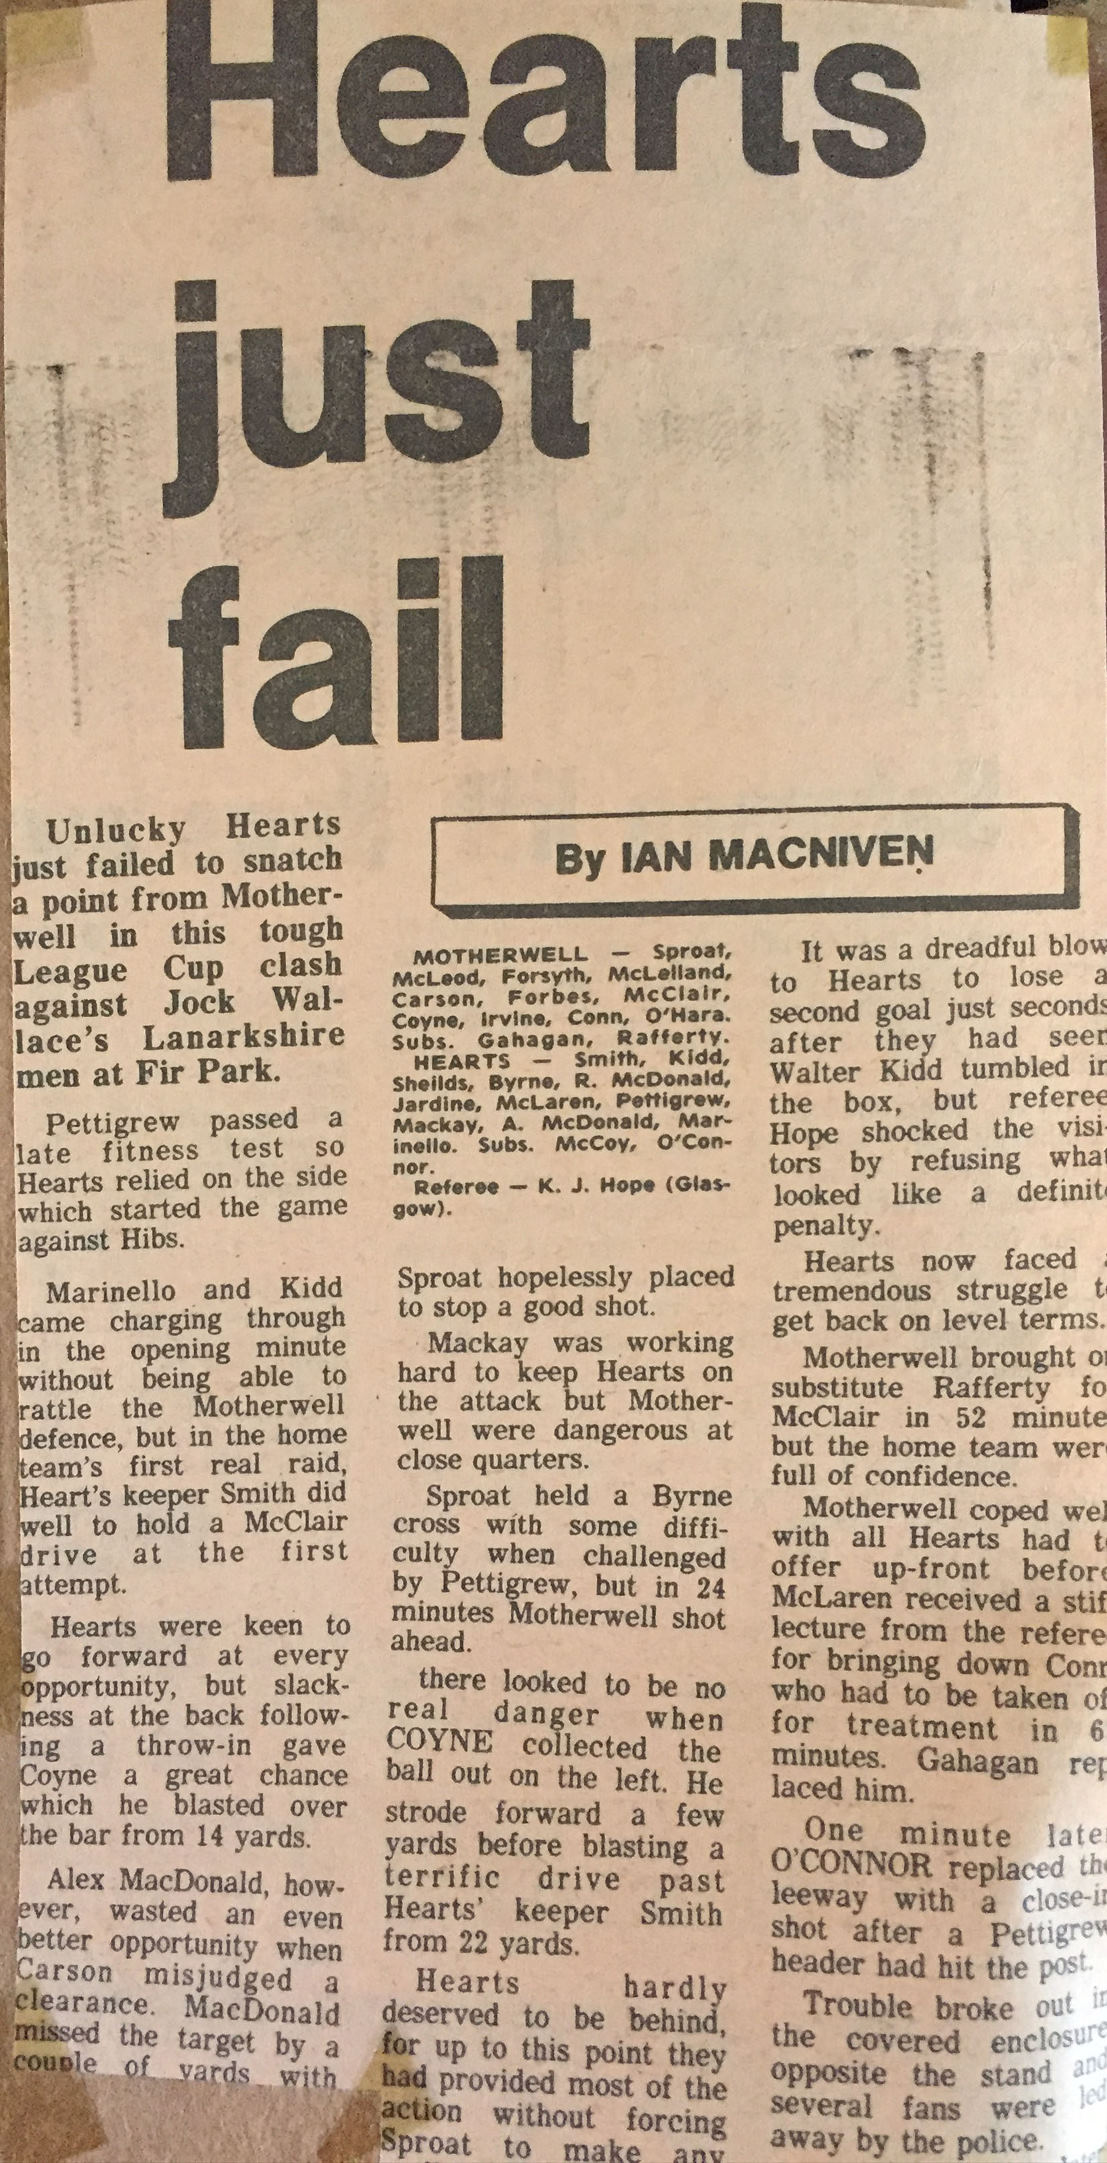 Hearts
just
fail
By IAN MACNIVEN
Unlucky Hearts
just failed to snatch
a point from Mother-
well in this tough
League Cup clash
against Jock Wal-
lace's Lanarkshire
men at Fir Park.
Pettigrew passed a
late fitness test so
Hearts relied on the side
which started the game
against Hibs.
Marinello and Kidd
came charging through
in the opening minute
without being able to
rattle the Motherwell
defence, but in the home
team's first real raid,
Heart's keeper Smith did
well to hold a McClair
drive at the first
attempt.
Hearts were keen to
go forward at every
opportunity, but slack-
ness at the back follow-
ing a throw-in gave
Coyne a great chance
which he blasted over
the bar from 14 yards.
Alex MacDonald, how-
ever, wasted an even
better opportunity when
Carson misjudged a
clearance. MacDonald
missed the target by a
couple of yards with
MOTHERWELL — Sproat,
McLeod, Forsyth, McLelland,
Carson, Forbes, McClair,
Coyne, Irvine, Conn, O'Hara.
Subs. Gahagan, Rafferty.
HEARTS — Smith, Kidd,
Sheilds, Byrne, R. McDonald,
Jardine, McLaren, Pettigrew,
Mackay, A. McDonald, Mar-
inello. Subs. McCoy, O'Con-
nor.
Referee — K. J. Hope (Glas-
gow).
Sproat hopelessly placed
to stop a good shot.
Mackay was working
hard to keep Hearts on
the attack but Mother-
well were dangerous at
close quarters.
Sproat held a Byrne
cross with some diffi-
culty when challenged
by Pettigrew, but in 24
minutes Motherwell shot
ahead.
there looked to be no
real danger when
COYNE collected the
ball out on the left. He
strode forward a few
yards before blasting a
terrific drive past
Hearts' keeper Smith
from 22 yards.
Hearts hardly
deserved to be behind,
for up to this point they
had provided most of the
action without forcing
Sproat to make any
It was a dreadful blow
to Hearts to lose a
second goal just seconds
after they had seen
Walter Kidd tumbled in
the box, but referee
Hope shocked the visi-
tors by refusing what
looked like a definite
penalty.
Hearts now faced a
tremendous struggle to
get back on level terms.
Motherwell brought on
substitute Rafferty for
McClair in 52 minutes
but the home team were
full of confidence.
Motherwell coped well
with all Hearts had to
offer up-front before
McLaren received a stiff
lecture from the referee
for bringing down Conn
who had to be taken off
for treatment in 6
minutes. Gahagan rep-
laced him.
One minute later
O'CONNOR replaced the
leeway with a close-in
shot after a Pettigrew
header had hit the post.
Trouble broke out in
the covered enclosure
opposite the stand and
several fans were led
away by the police.